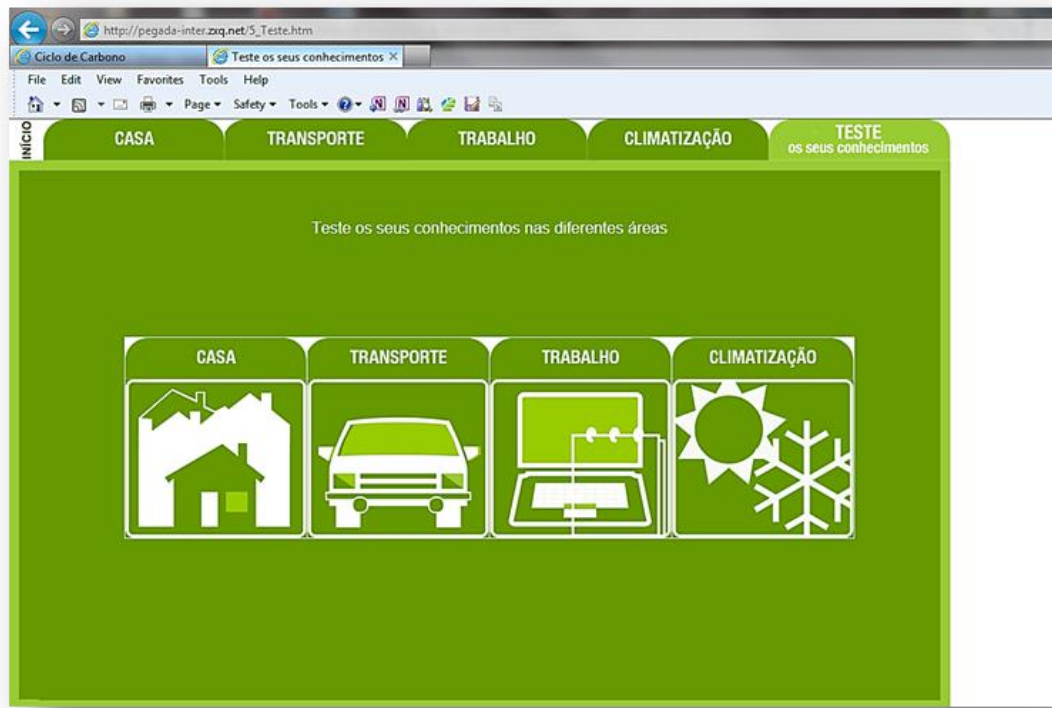 http://pegada-inter.zxq.net/5_Teste.htm
Ciclo de Carbono
Teste os seus conhecimentos ×
File Edit View Favorites Tools Help
Page Safety Tools
INÍCIO
CASA
TRANSPORTE
TRABALHO
CLIMATIZAÇÃO
TESTE
os seus conhecimentos
Teste os seus conhecimentos nas diferentes áreas
CASA
TRANSPORTE
TRABALHO
CLIMATIZAÇÃO